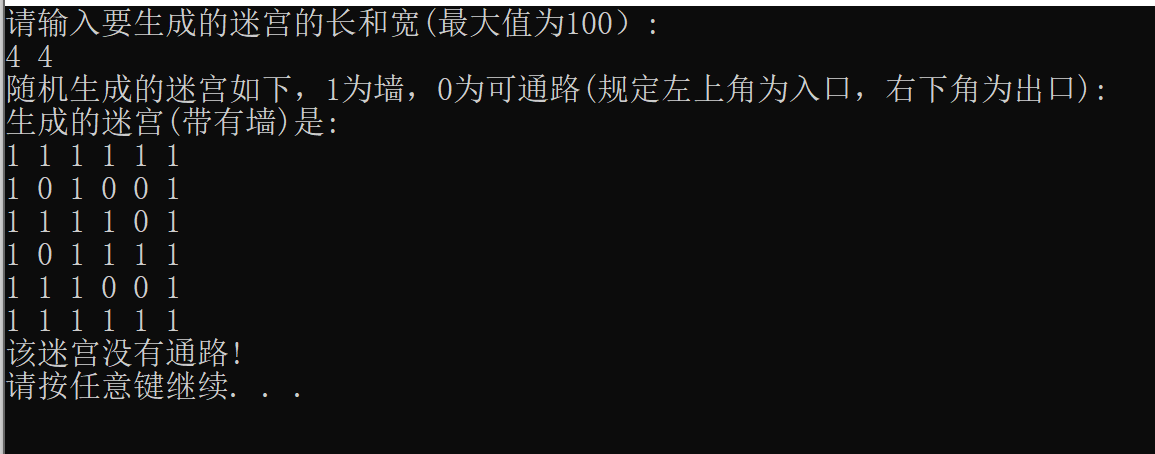 请输入要生成的迷宫的长和宽(最大值为100）:
4 4
随机生成的迷宫如下，1为墙，0为可通路(规定左上角为入口，右下角为出口):
生成的迷宫(带有墙)是:
1 1 1 1 1 1
1 0 1 0 0 1
1 1 1 1 0 1
1 0 1 1 1 1
1 1 1 0 0 1
1 1 1 1 1 1
该迷宫没有通路!
请按任意键继续. . .